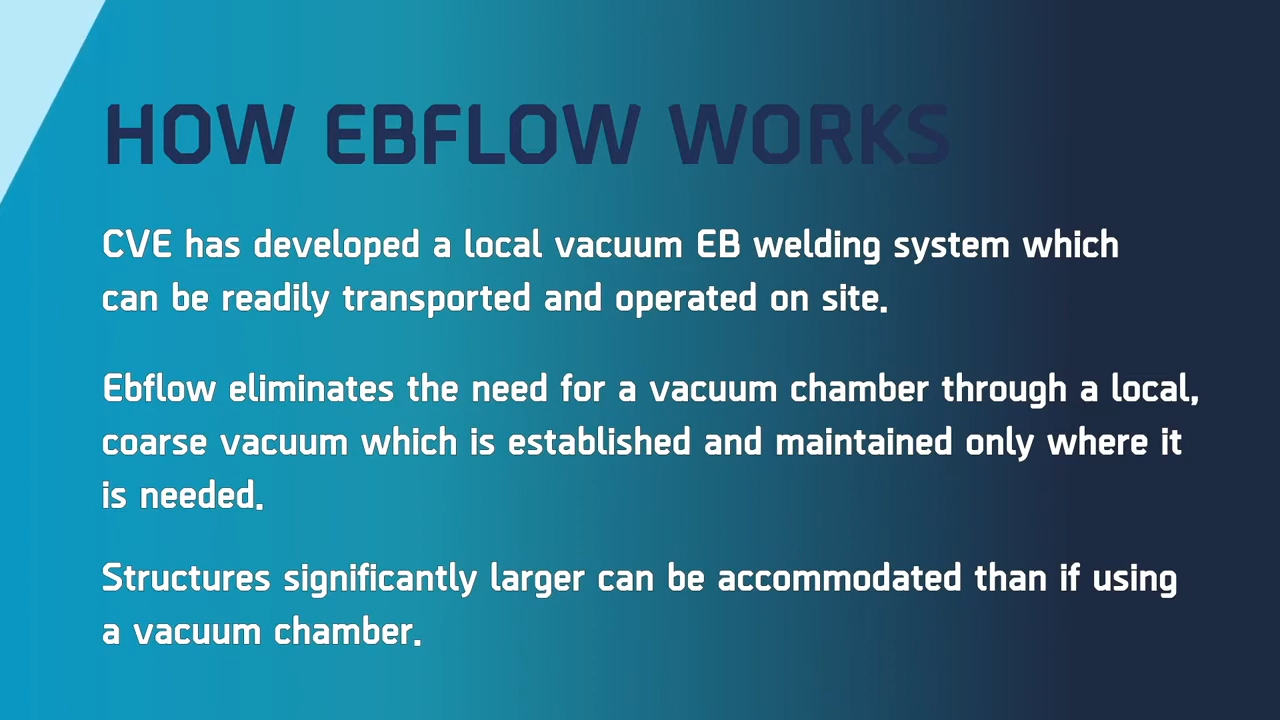 HOW EBFLOW WORKS
CVE has developed a local vacuum EB welding system which
can be readily transported and operated on site.
Ebflow eliminates the need for a vacuum chamber through a local,
coarse vacuum which is established and maintained only where it
is needed.
Structures significantly larger can be accommodated than if using
a vacuum chamber.